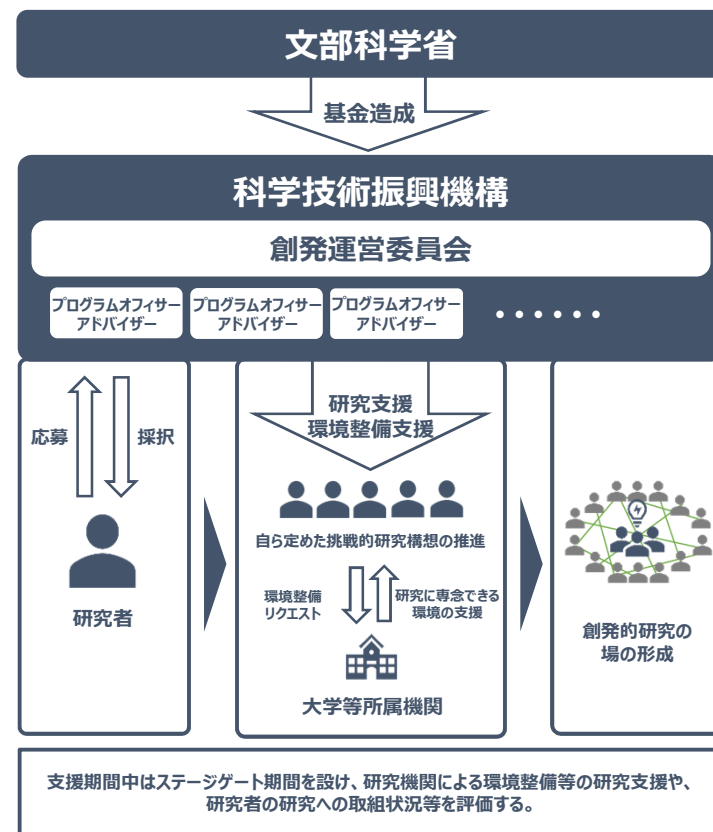 文部科学省
基金造成
科学技術振興機構
創発運営委員会
プログラムオフィサー
アドバイザー
プログラムオフィサー
アドバイザー
プログラムオフィサー
アドバイザー
・・・・・・
応募
採択
研究者
研究支援
環境整備支援
自ら定めた挑戦的研究構想の推進
環境整備
リクエスト
研究に専念できる
環境の支援
大学等所属機関
創発的研究の
場の形成
支援期間中はステージゲート期間を設け、研究機関による環境整備等の研究支援や、
研究者の研究への取組状況等を評価する。